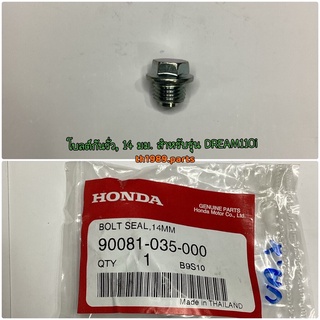 โบลต์กันรั่ว, 14 มม. สำหรับรุ่น DREAM110I
th1989.parts
HONDA
GENUINE PARTS
Honda Motor Co., Ltd.
BOLT SEAL,14MM
90081-035-000
QTY 1 B9S10
Made in THAILAND